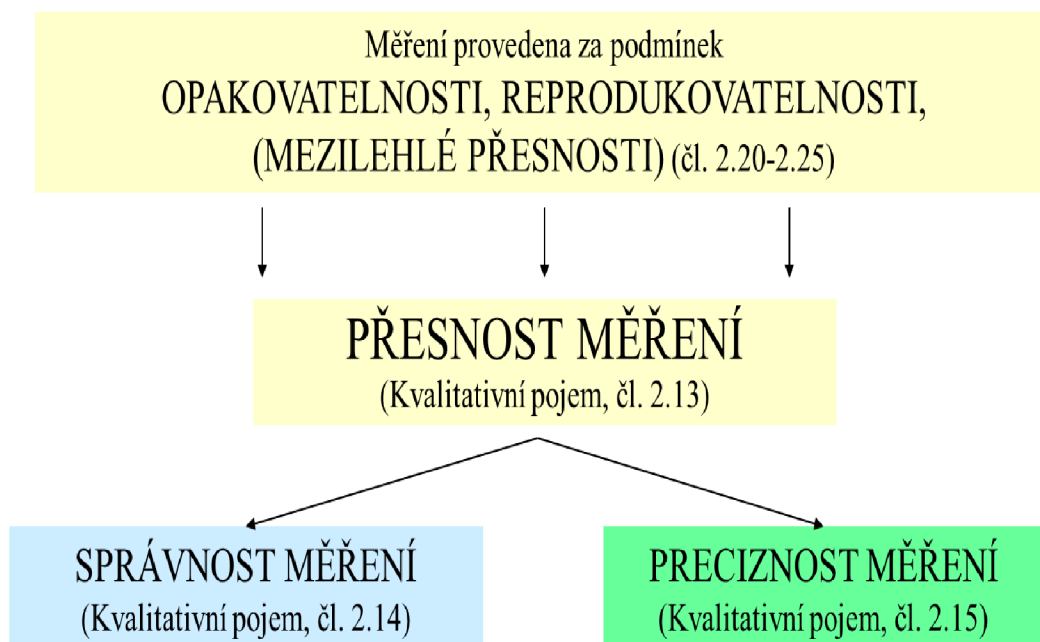 Měření provedena za podmínek
OPAKOVATELNOSTI, REPRODUKOVATELNOSTI,
(MEZILEHLÉ PŘESNOSTI) (čl. 2.20-2.25)
PŘESNOST MĚŘENÍ
(Kvalitativní pojem, čl. 2.13)
SPRÁVNOST MĚŘENÍ
(Kvalitativní pojem, čl. 2.14)
PRECIZNOST MĚŘENÍ
(Kvalitativní pojem, čl. 2.15)